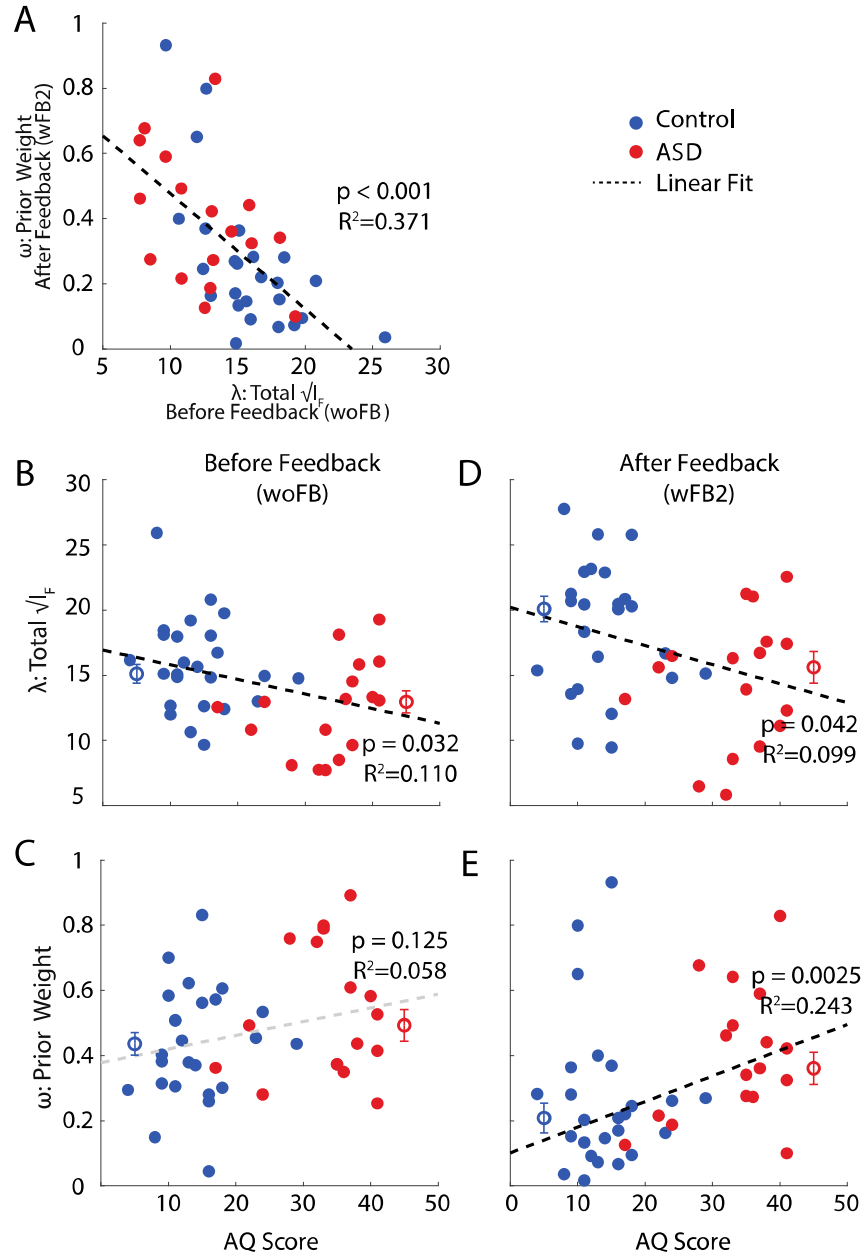 A
1
0.8
0.6
0.4
0.2
0
ω: Prior Weight
After Feedback (wFB2)
5
10
15
20
25
30
λ: Total √I_F
Before Feedback (woFB)
p < 0.001
R²=0.371
Control
ASD
Linear Fit
B
Before Feedback
(woFB)
30
25
20
15
10
5
λ: Total √I_F
p = 0.032
R²=0.110
D
After Feedback
(wFB2)
p = 0.042
R²=0.099
C
1
0.8
0.6
0.4
0.2
0
ω: Prior Weight
p = 0.125
R²=0.058
10
20
30
40
50
AQ Score
E
p = 0.0025
R²=0.243
0
10
20
30
40
50
AQ Score